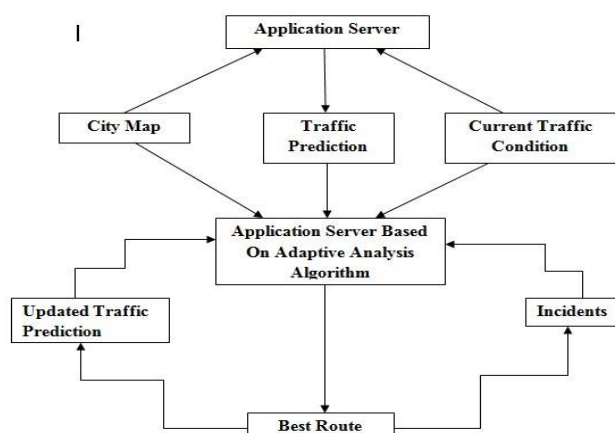 I
Application Server
City Map
Traffic
Prediction
Current Traffic
Condition
Application Server Based
On Adaptive Analysis
Algorithm
Updated Traffic
Prediction
Incidents
Best Route